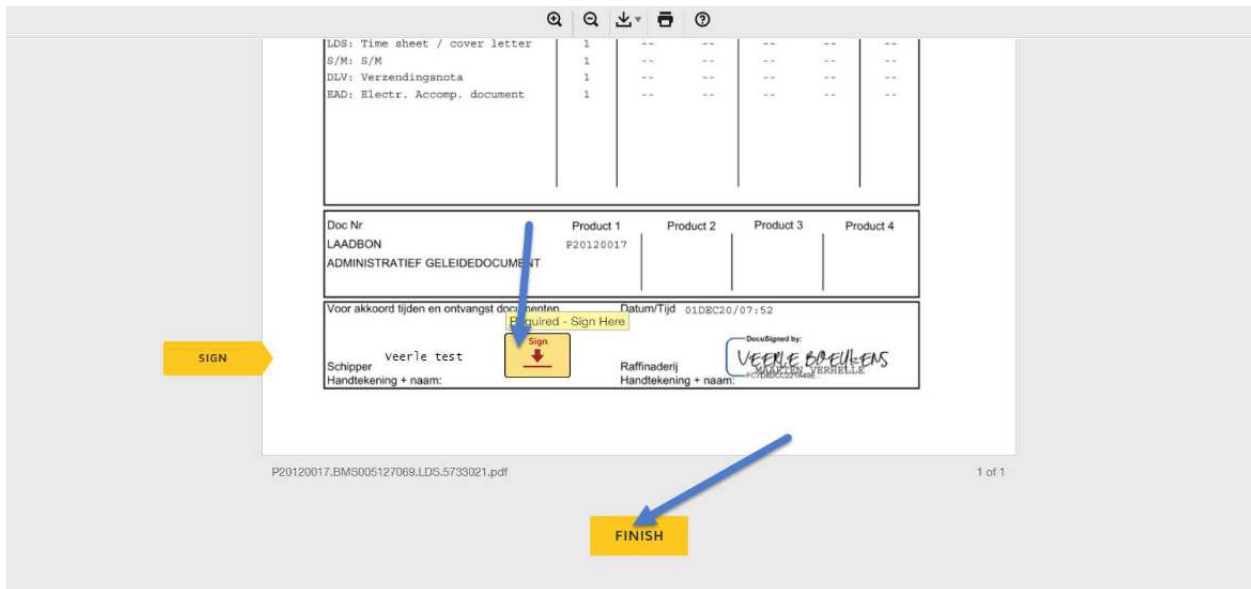 LDS: Time sheet / cover letter 1 -- -- -- -- --
S/M: S/M 1 -- -- -- -- --
DLV: Verzendingsnota 1 -- -- -- -- --
EAD: Electr. Accomp. document 1 -- -- -- -- --
Doc Nr Product 1 Product 2 Product 3 Product 4
LAADBON P20120017
ADMINISTRATIEF GELEIDEDOCUMENT
Voor akkoord tijden en ontvangst documenten Datum/Tijd 01DEC20/07:52
Required - Sign Here
Sign
DocuSigned by:
SIGN
veerle test
VEERLE BREUKENS
MAARTEN VERHELLE
Schipper Raffinaderij
Handtekening + naam: Handtekening + naam:
P20120017.BMS005127069.LDS.5733021.pdf 1 of 1
FINISH